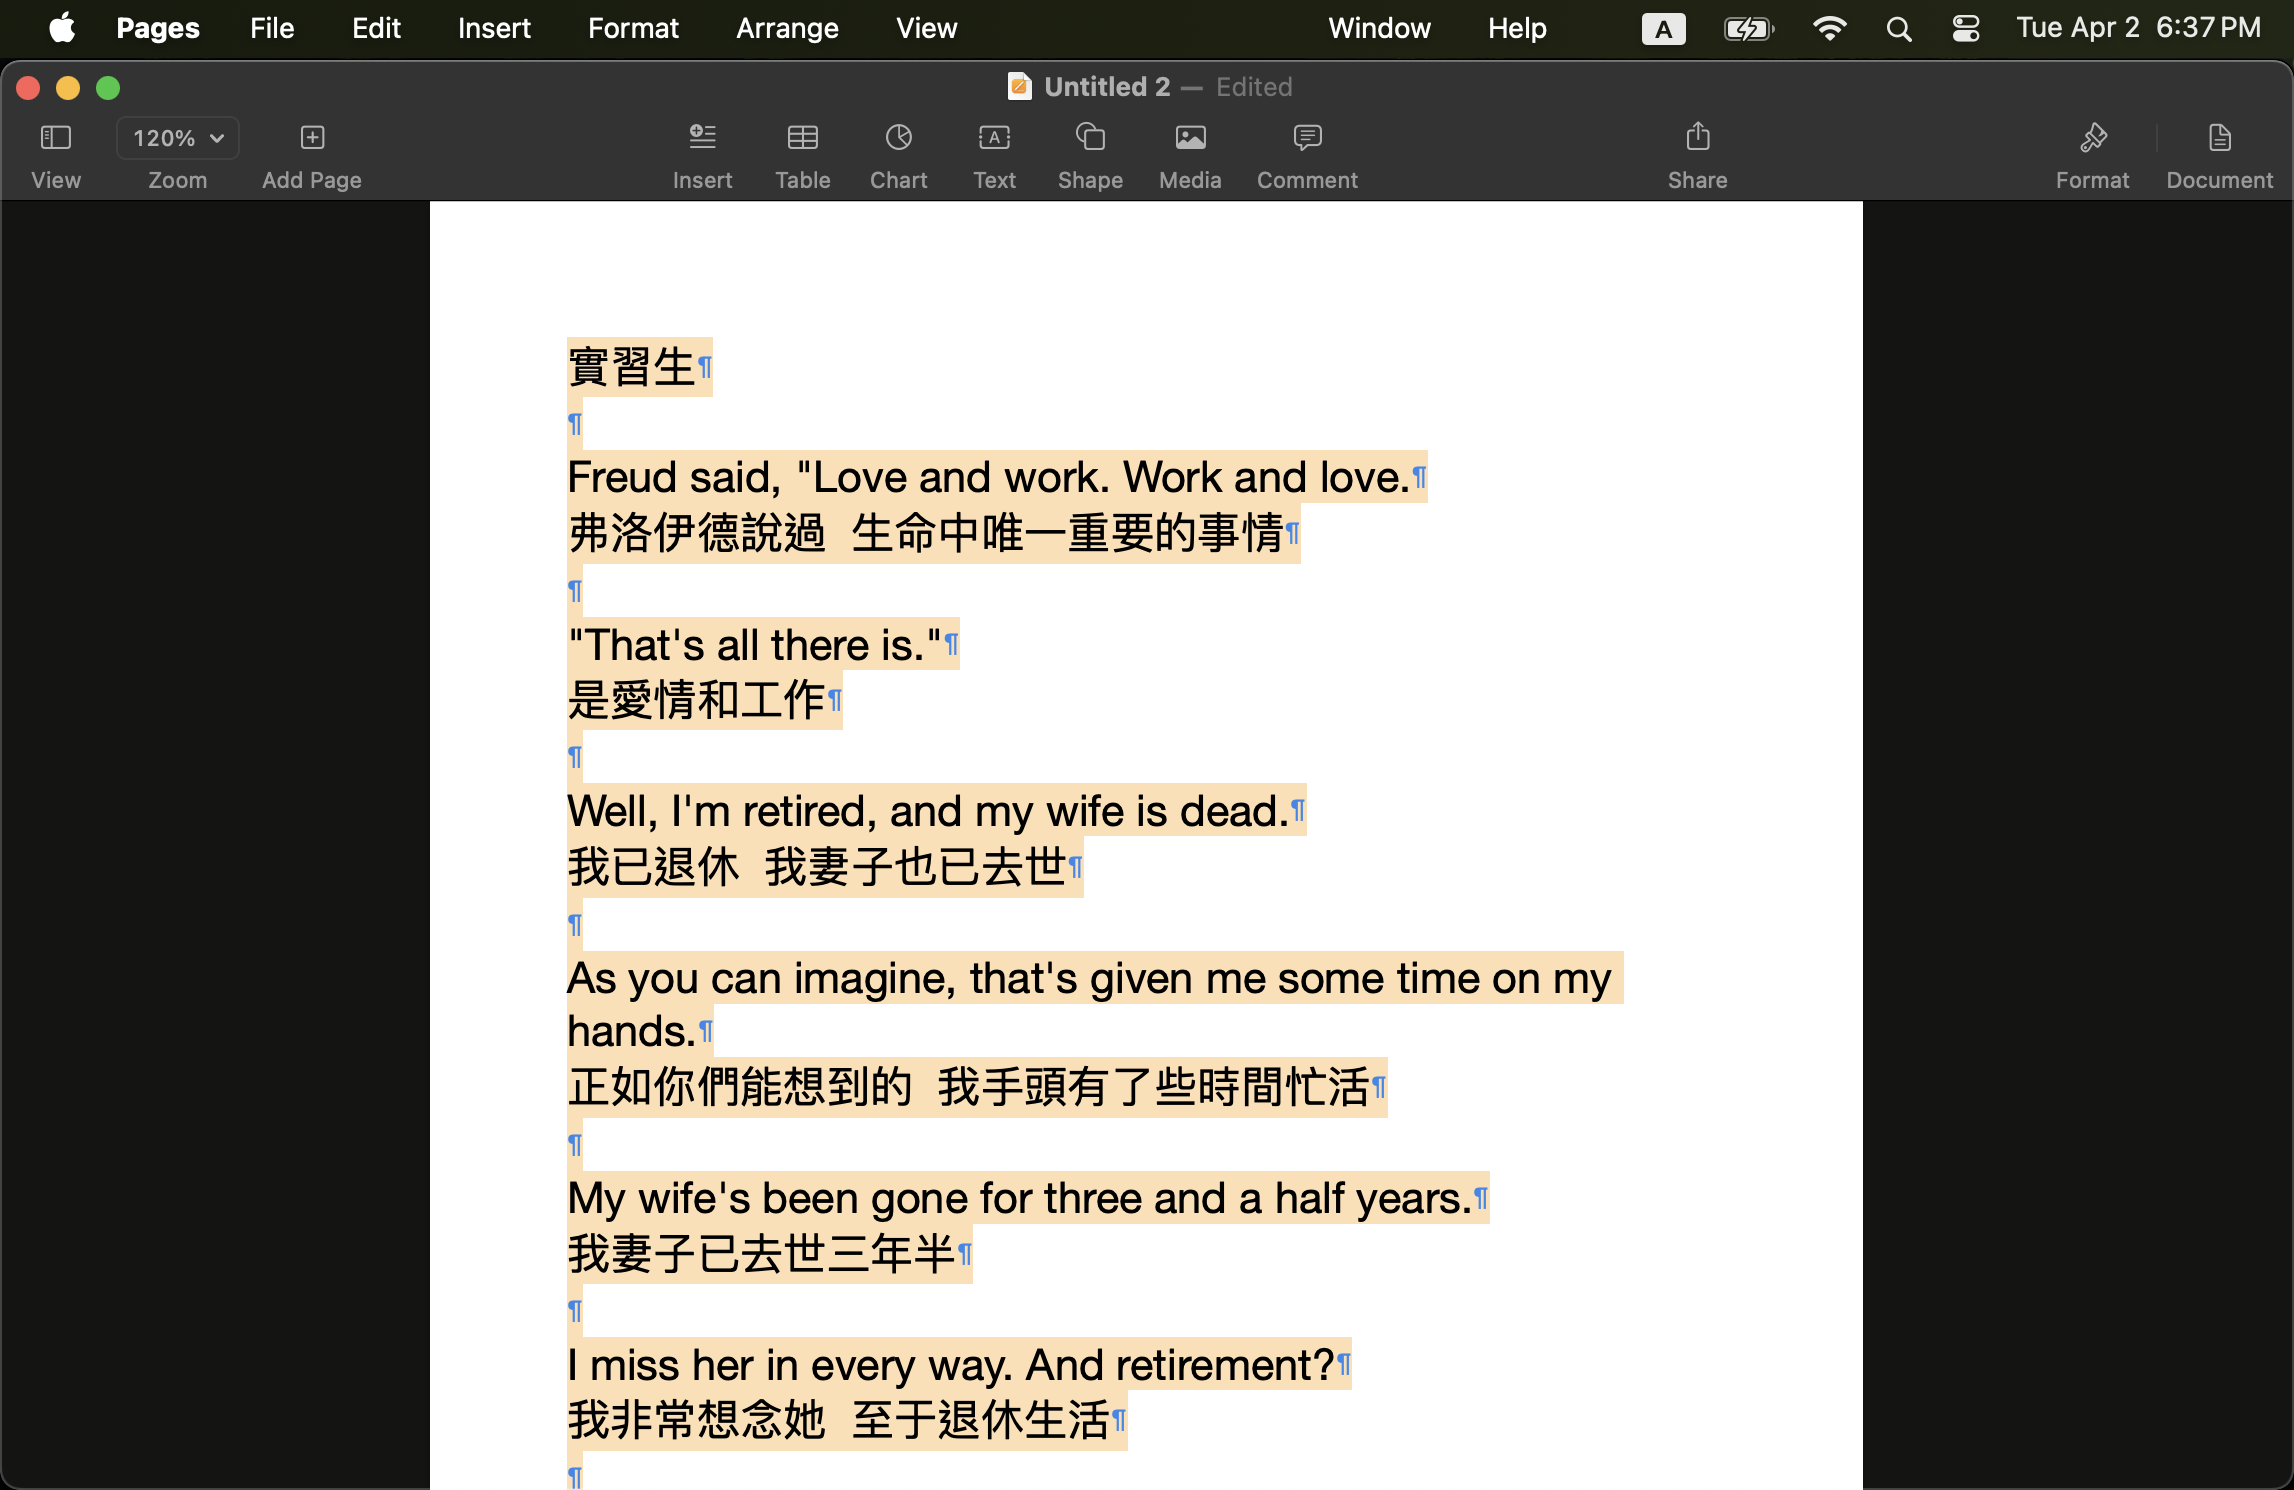 Pages File Edit Insert Format Arrange View Window Help A Tue Apr 2 6:37 PM
Untitled 2 — Edited
120%
View Zoom Add Page Insert Table Chart Text Shape Media Comment Share Format Document
實習生¶
¶
Freud said, "Love and work. Work and love.¶
弗洛伊德說過 生命中唯一重要的事情¶
¶
"That's all there is."¶
是愛情和工作¶
¶
Well, I'm retired, and my wife is dead.¶
我已退休 我妻子也已去世¶
¶
As you can imagine, that's given me some time on my
hands.¶
正如你們能想到的 我手頭有了些時間忙活¶
¶
My wife's been gone for three and a half years.¶
我妻子已去世三年半¶
¶
I miss her in every way. And retirement?¶
我非常想念她 至于退休生活¶
¶